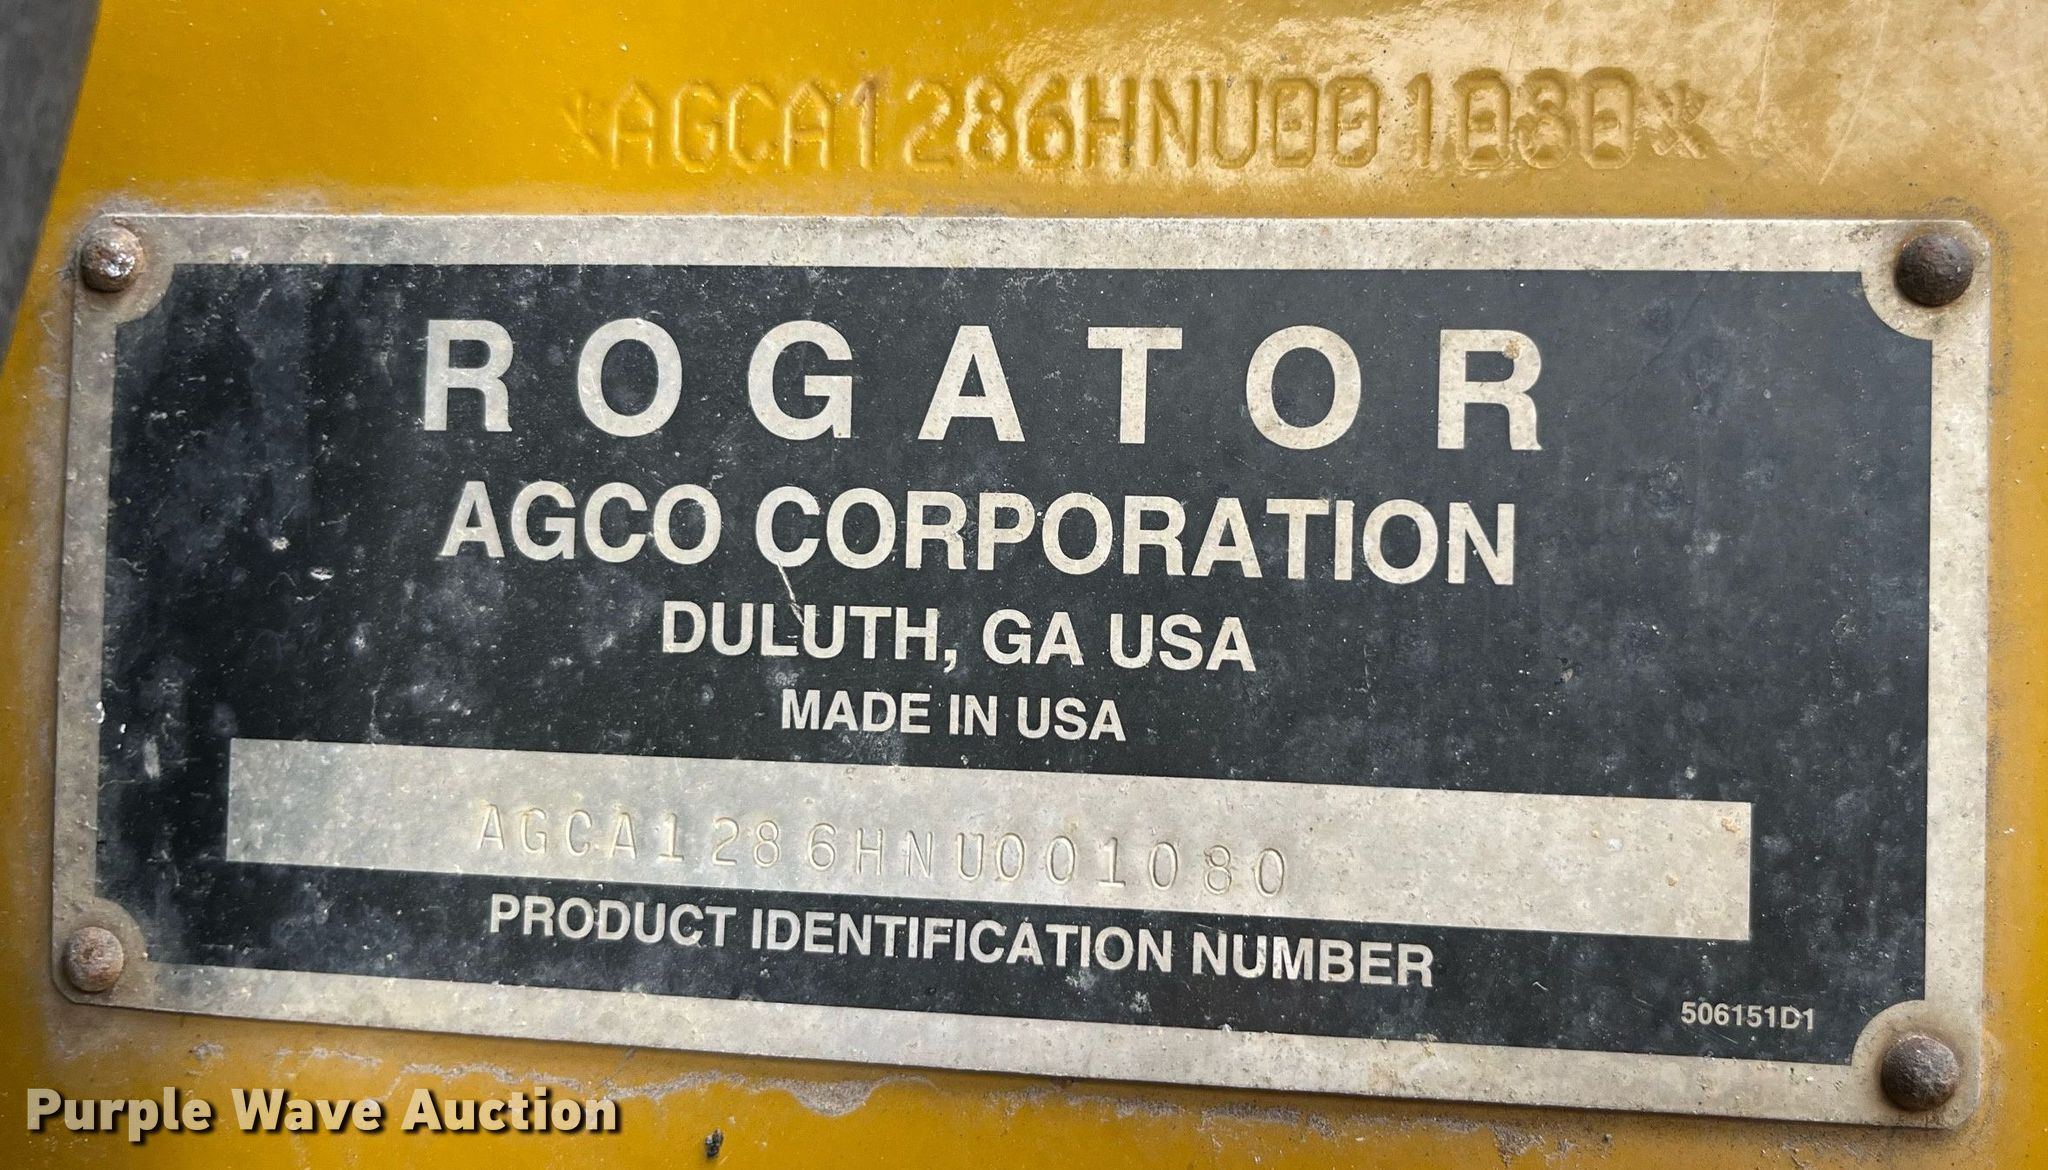 *AGCA1286HNU001080*
ROGATOR
AGCO CORPORATION
DULUTH, GA USA
MADE IN USA
AGCA1286HNU001080
PRODUCT IDENTIFICATION NUMBER
506151D1
Purple Wave Auction